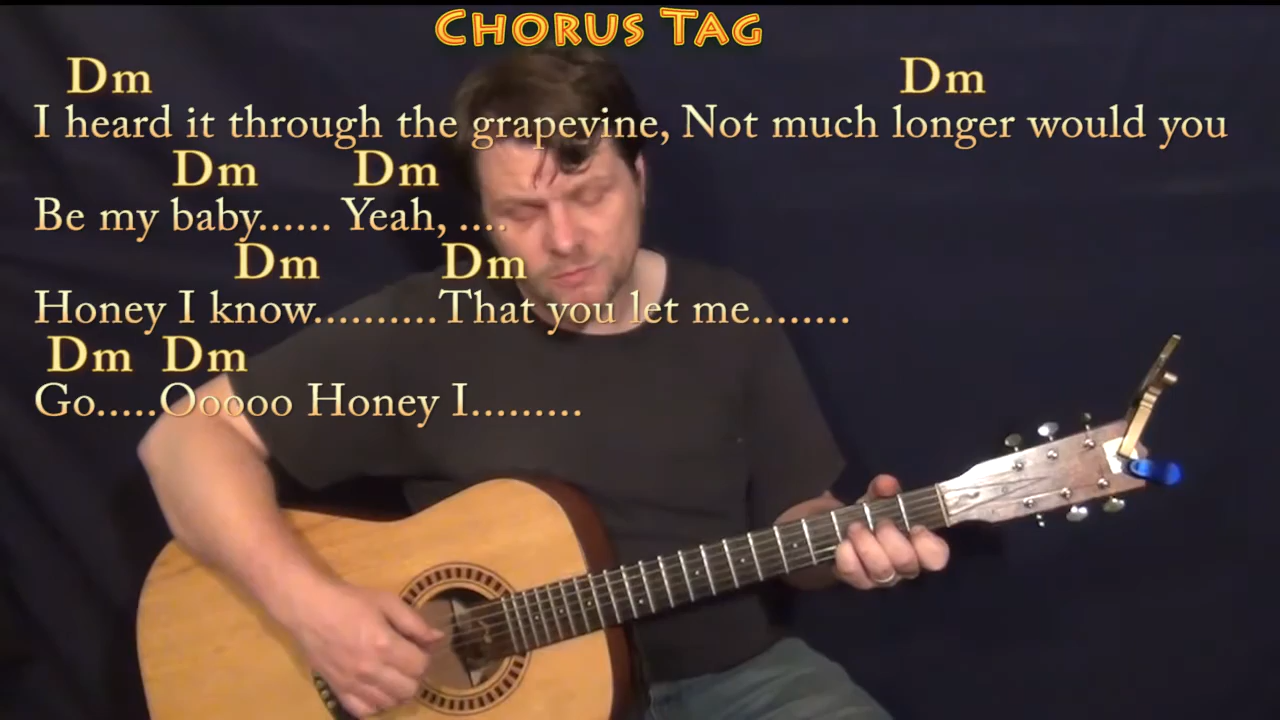 CHORUS TAG
Dm Dm
I heard it through the grapevine, Not much longer would you
Dm Dm
Be my baby...... Yeah, ....
Dm Dm
Honey I know..........That you let me........
Dm Dm
Go.....Ooooo Honey I.........